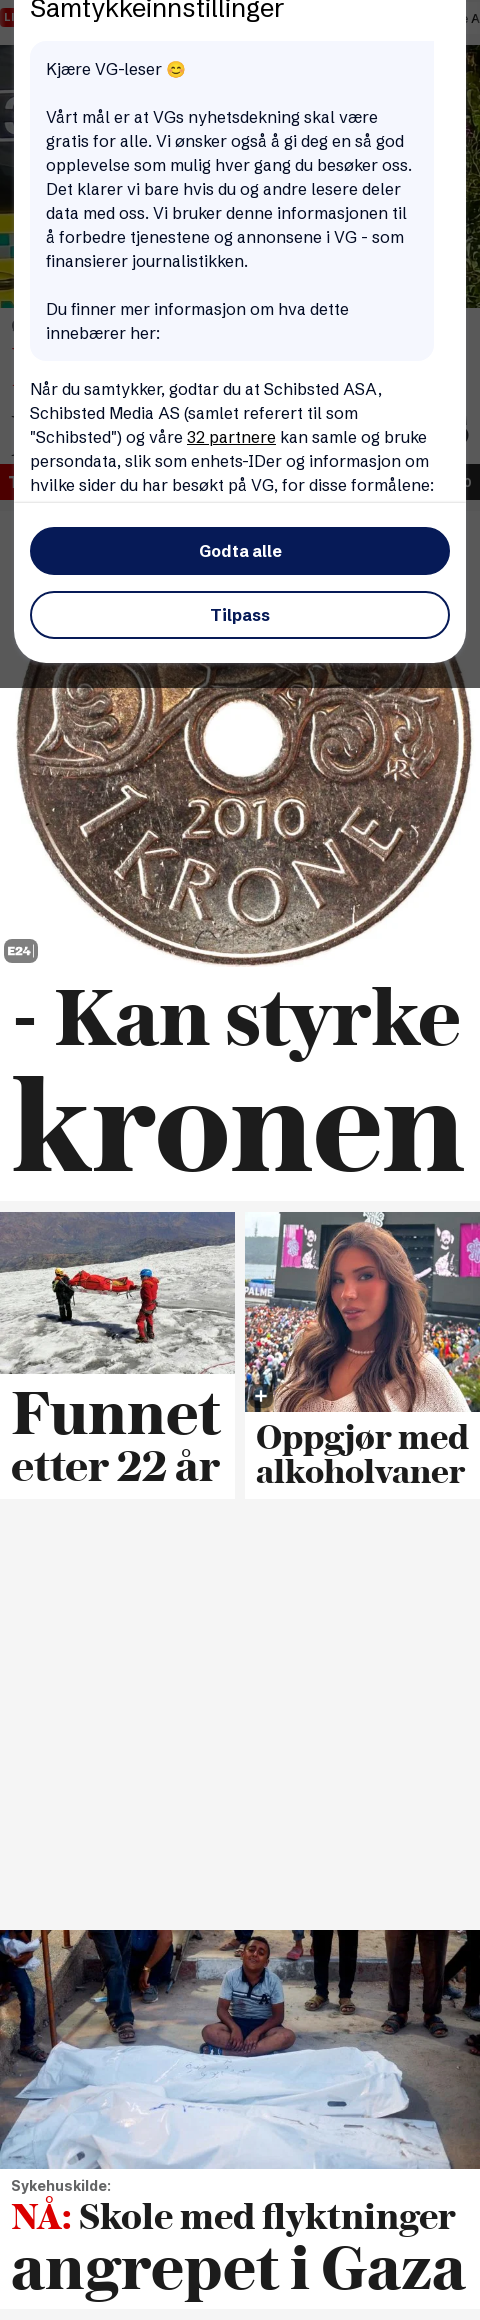 Samtykkeinnstillinger
Kjære VG-leser 😊
Vårt mål er at VGs nyhetsdekning skal være
gratis for alle. Vi ønsker også å gi deg en så god
opplevelse som mulig hver gang du besøker oss.
Det klarer vi bare hvis du og andre lesere deler
data med oss. Vi bruker denne informasjonen til
å forbedre tjenestene og annonsene i VG - som
finansierer journalistikken.
Du finner mer informasjon om hva dette
innebærer her:
Når du samtykker, godtar du at Schibsted ASA,
Schibsted Media AS (samlet referert til som
"Schibsted") og våre 32 partnere kan samle og bruke
persondata, slik som enhets-IDer og informasjon om
hvilke sider du har besøkt på VG, for disse formålene:
Godta alle
Tilpass
2010
1 KRONE
E24
- Kan styrke
kronen
PALME
Funnet
etter 22 år
Oppgjør med
alkoholvaner
Sykehuskilde:
NÅ: Skole med flyktninger
angrepet i Gaza